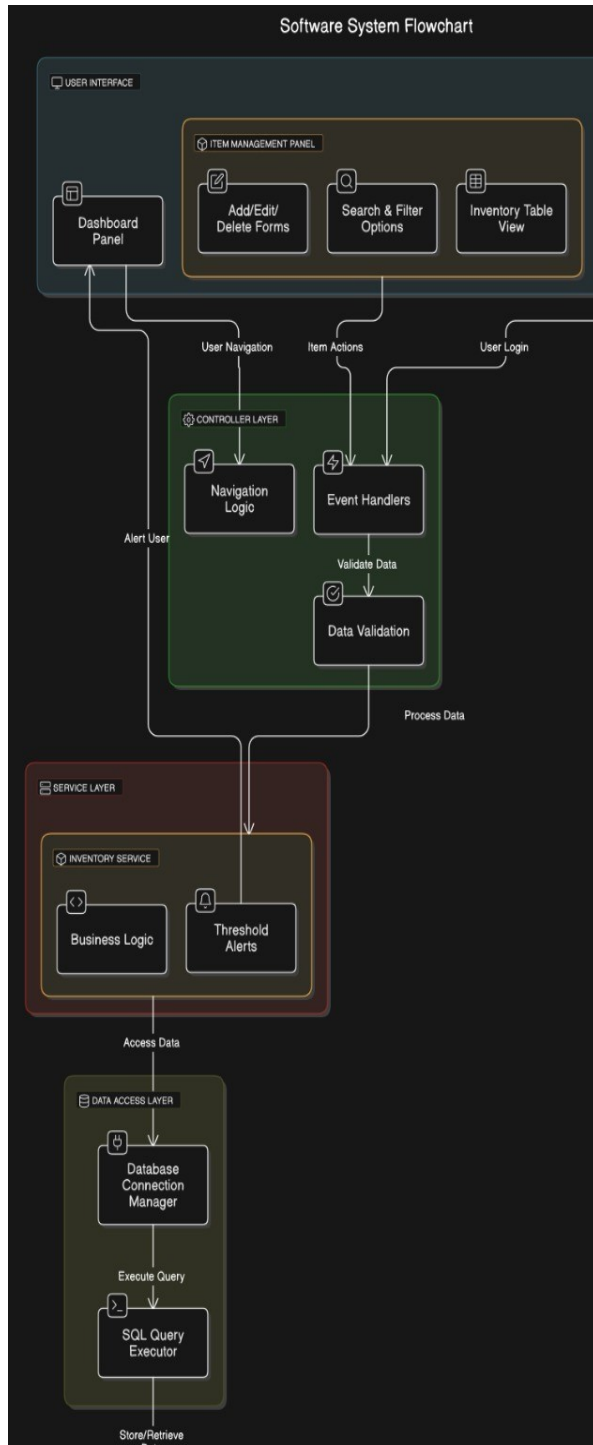 Software System Flowchart
USER INTERFACE
ITEM MANAGEMENT PANEL
Dashboard
Panel
Add/Edit/
Delete Forms
Search & Filter
Options
Inventory Table
View
User Navigation
Item Actions
User Login
CONTROLLER LAYER
Navigation
Logic
Event Handlers
Alert User
Validate Data
Data Validation
Process Data
SERVICE LAYER
INVENTORY SERVICE
Business Logic
Threshold
Alerts
Access Data
DATA ACCESS LAYER
Database
Connection
Manager
Execute Query
SQL Query
Executor
Store/Retrieve